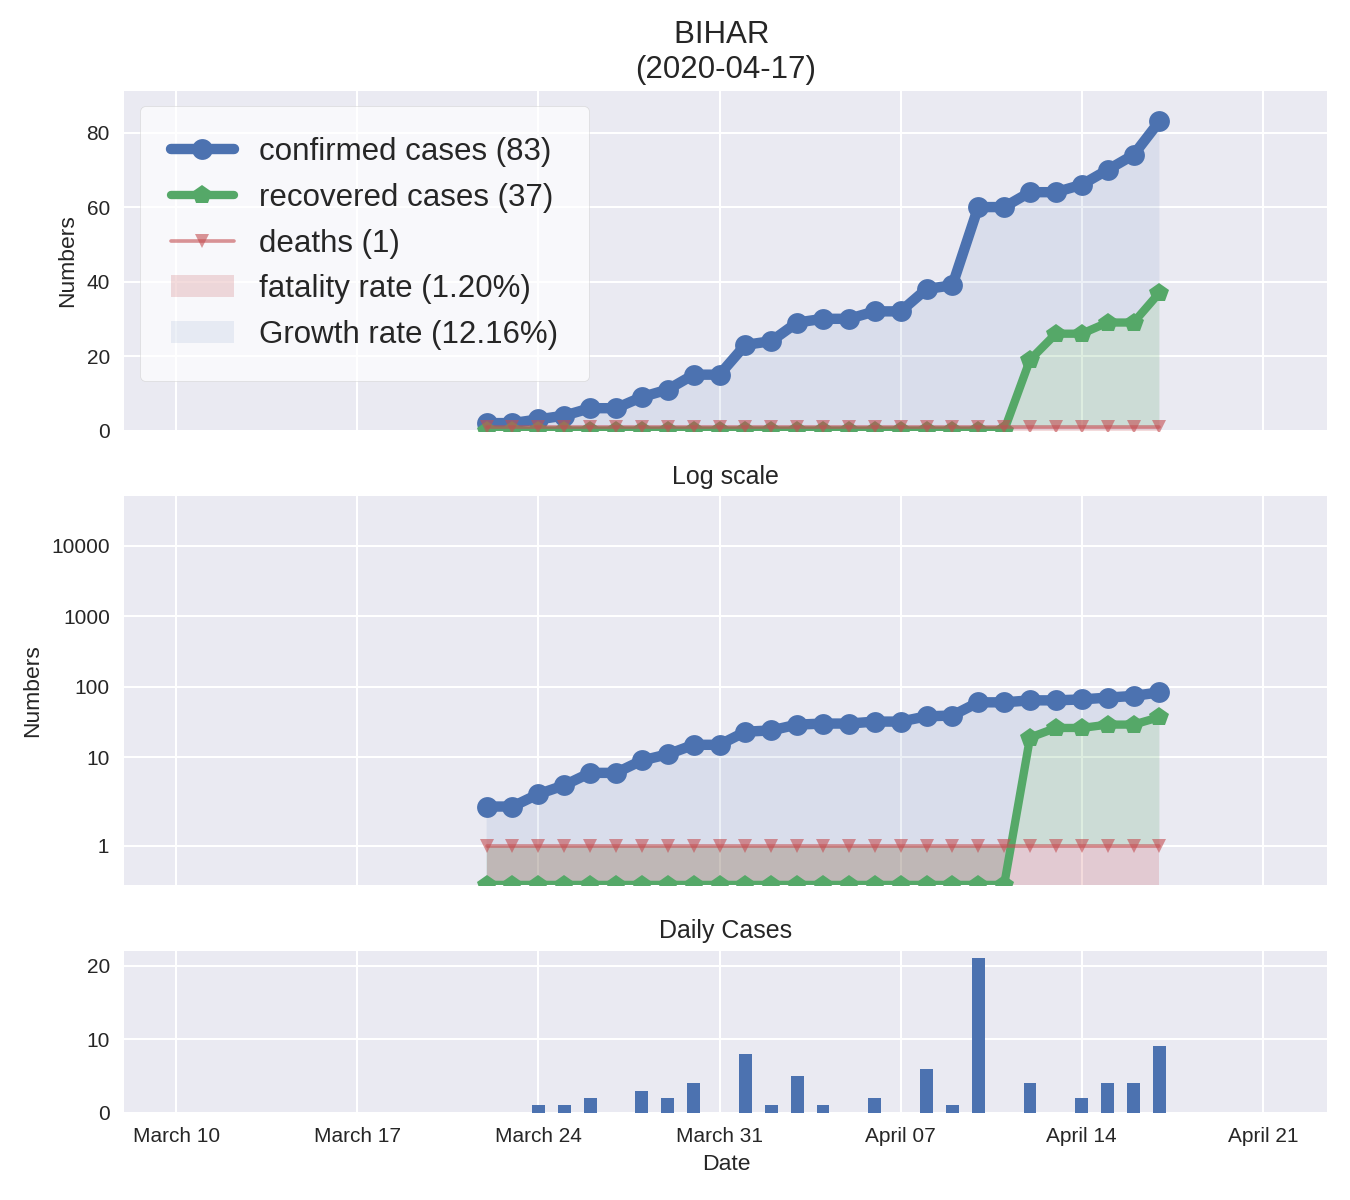 BIHAR
(2020-04-17)
80
60
40
20
0
Numbers
confirmed cases (83)
recovered cases (37)
deaths (1)
fatality rate (1.20%)
Growth rate (12.16%)
Log scale
10000
1000
100
10
1
Numbers
Daily Cases
20
10
0
March 10 March 17 March 24 March 31 April 07 April 14 April 21
Date